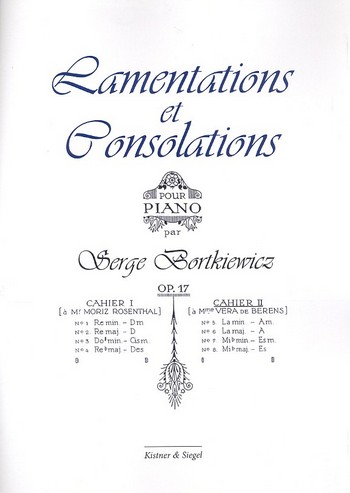 Lamentations
et
Consolations
POUR
PIANO
par
Serge Bortkiewicz
OP. 17
CAHIER I
[à Mr MORIZ ROSENTHAL]
No 1 Re min. - Dm
No 2. Re maj. - D
No 3 Do♯ min. - Cis m.
No 4 Re♭ maj. - Des
CAHIER II
[à Mme VERA DE BERENS]
No 5. La min. - Am.
No 6 La maj. - A
No 7. Mi♭ min. - Es m.
No 8. Mi♭ maj. - Es
Kistner & Siegel